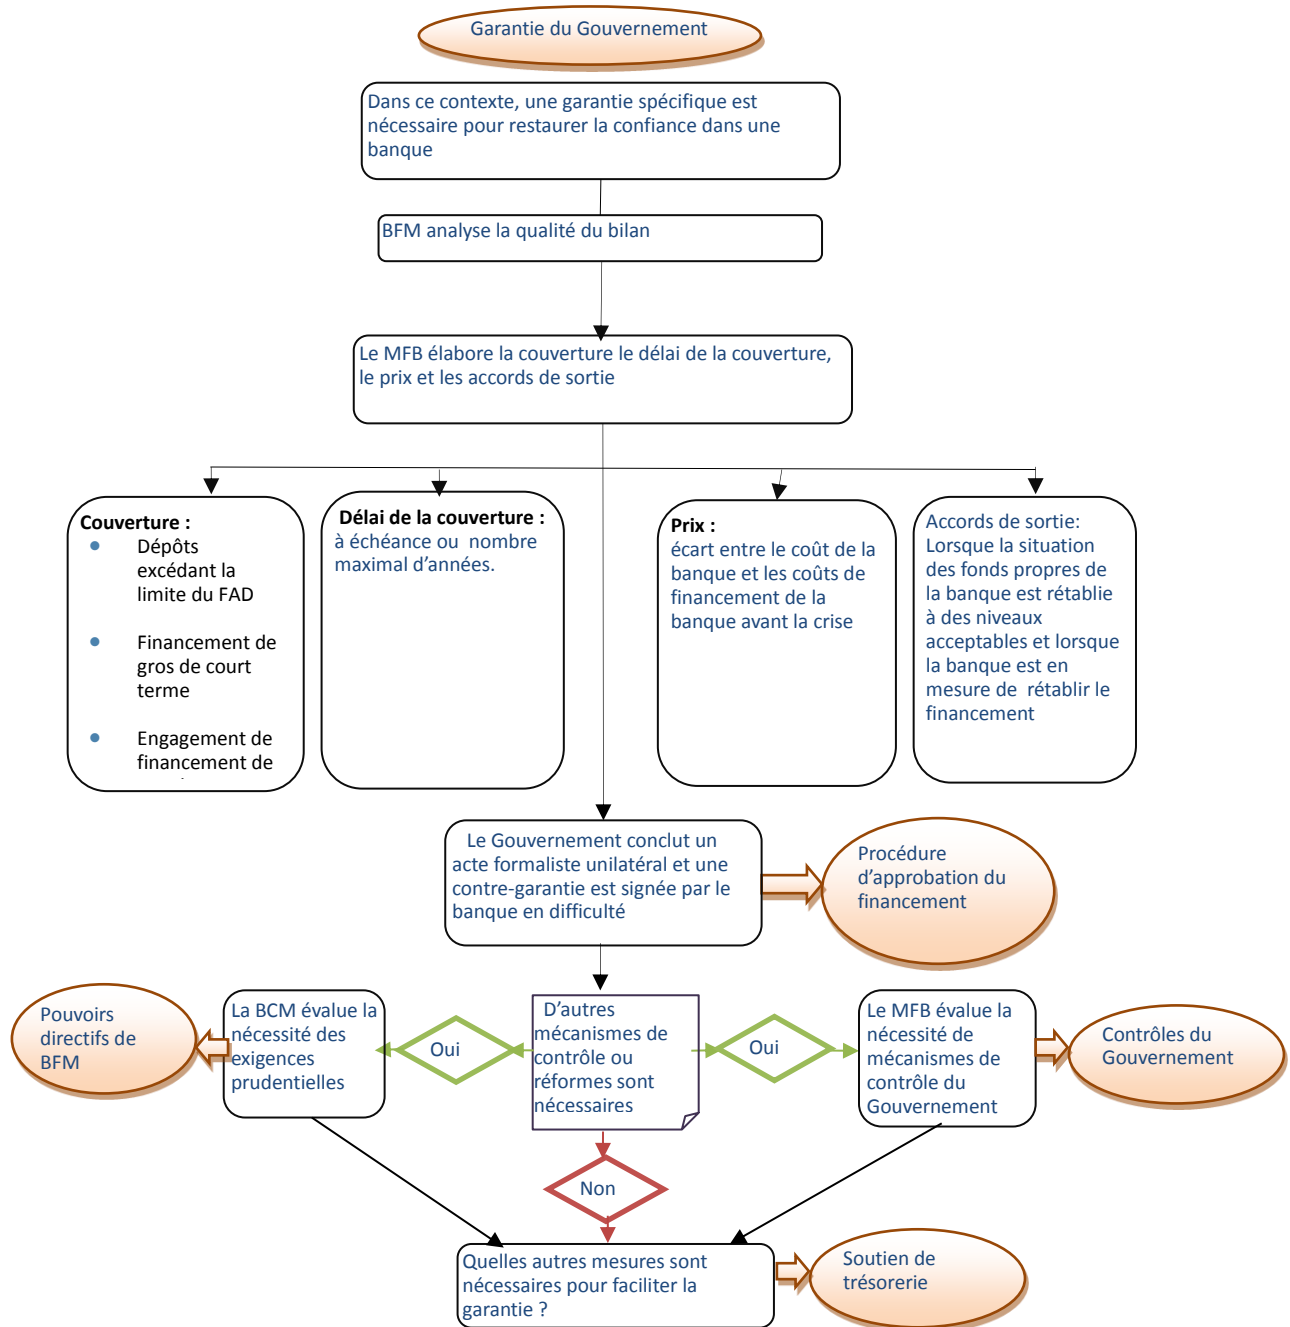 Garantie du Gouvernement
Dans ce contexte, une garantie spécifique est
nécessaire pour restaurer la confiance dans une
banque
BFM analyse la qualité du bilan
Le MFB élabore la couverture le délai de la couverture,
le prix et les accords de sortie
Couverture :
• Dépôts
excédant la
limite du FAD
• Financement de
gros de court
terme
• Engagement de
financement de
Délai de la couverture :
à échéance ou nombre
maximal d’années.
Prix :
écart entre le coût de la
banque et les coûts de
financement de la
banque avant la crise
Accords de sortie:
Lorsque la situation
des fonds propres de
la banque est rétablie
à des niveaux
acceptables et lorsque
la banque est en
mesure de rétablir le
financement
Le Gouvernement conclut un
acte formaliste unilatéral et une
contre-garantie est signée par le
banque en difficulté
Procédure
d’approbation du
financement
Pouvoirs
directifs de
BFM
La BCM évalue la
nécessité des
exigences
prudentielles
Oui
D’autres
mécanismes de
contrôle ou
réformes sont
nécessaires
Oui
Le MFB évalue la
nécessité de
mécanismes de
contrôle du
Gouvernement
Contrôles du
Gouvernement
Non
Quelles autres mesures sont
nécessaires pour faciliter la
garantie ?
Soutien de
trésorerie